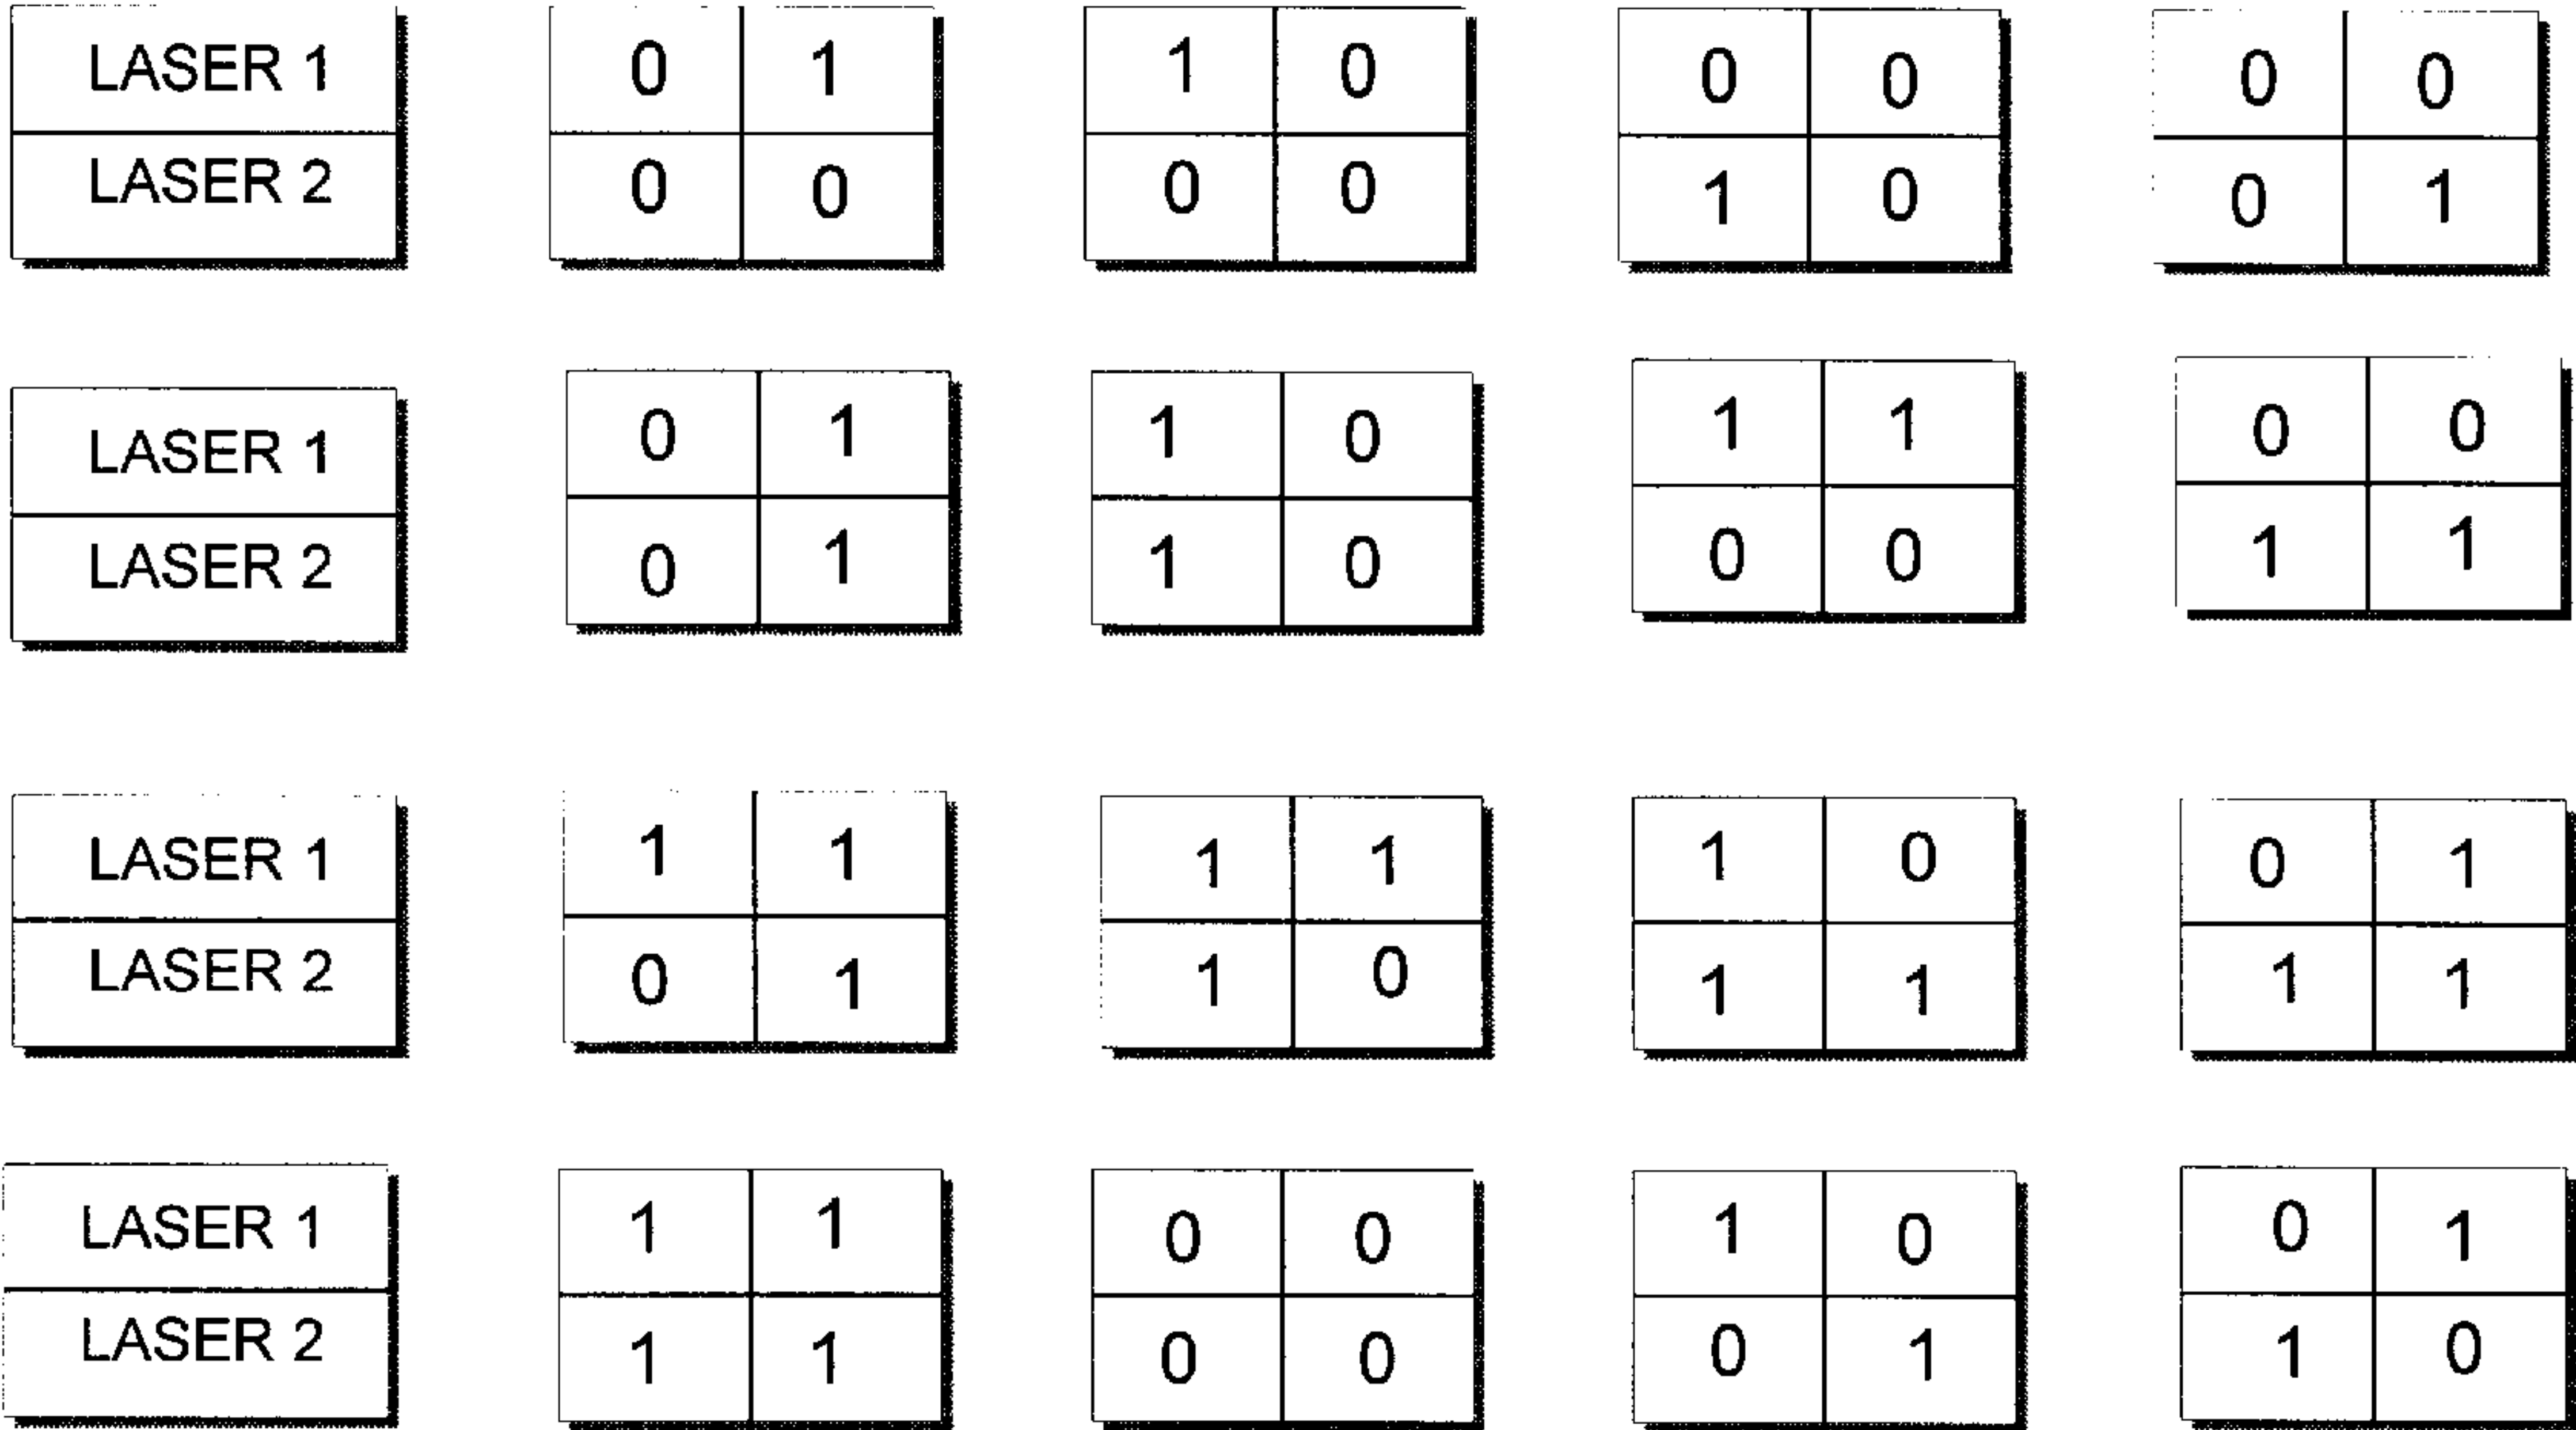 LASER 1 0 1 1 0 0 0 0 0
LASER 2 0 0 0 0 1 0 0 1
LASER 1 0 1 1 0 1 1 0 0
LASER 2 0 1 1 0 0 0 1 1
LASER 1 1 1 1 1 1 0 0 1
LASER 2 0 1 1 0 1 1 1 1
LASER 1 1 1 0 0 1 0 0 1
LASER 2 1 1 0 0 0 1 1 0